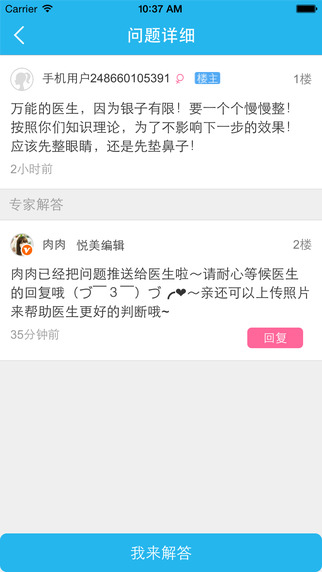 Carrier 10:37 AM
问题详细
手机用户248660105391 楼主 1楼
万能的医生，因为银子有限！要一个个慢慢整！
按照你们知识理论，为了不影响下一步的效果！
应该先整眼睛，还是先垫鼻子！
2小时前
专家解答
肉肉 悦美编辑 2楼
肉肉已经把问题推送给医生啦～请耐心等候医生
的回复哦（づ￣３￣）づ╭❤～亲还可以上传照片
来帮助医生更好的判断哦~
35分钟前
回复
我来解答